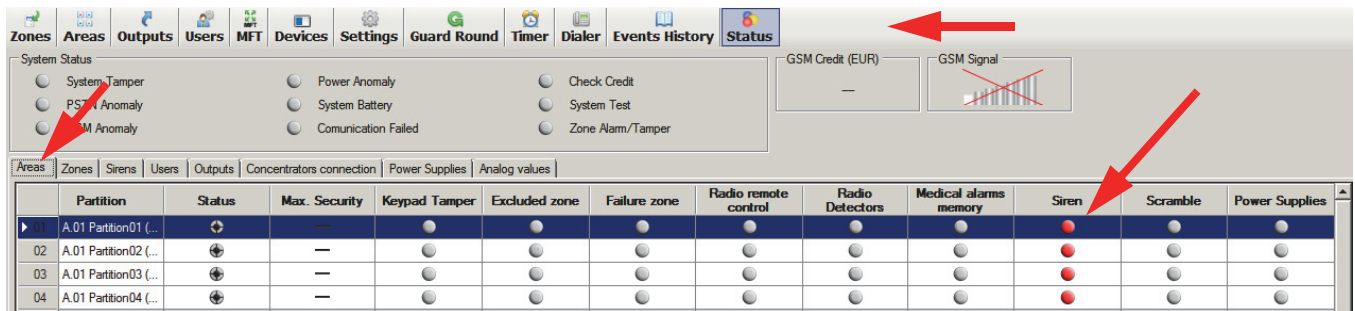 Zones Areas Outputs Users MFT Devices Settings Guard Round Timer Dialer Events History Status
System Status GSM Credit (EUR) GSM Signal
System Tamper Power Anomaly Check Credit
PSTN Anomaly System Battery System Test —
GSM Anomaly Comunication Failed Zone Alarm/Tamper
Areas Zones Sirens Users Outputs Concentrators connection Power Supplies Analog values
Partition Status Max. Security Keypad Tamper Excluded zone Failure zone Radio remote control Radio Detectors Medical alarms memory Siren Scramble Power Supplies
01 A.01 Partition01 (... —
02 A.01 Partition02 (... —
03 A.01 Partition03 (... —
04 A.01 Partition04 (... —